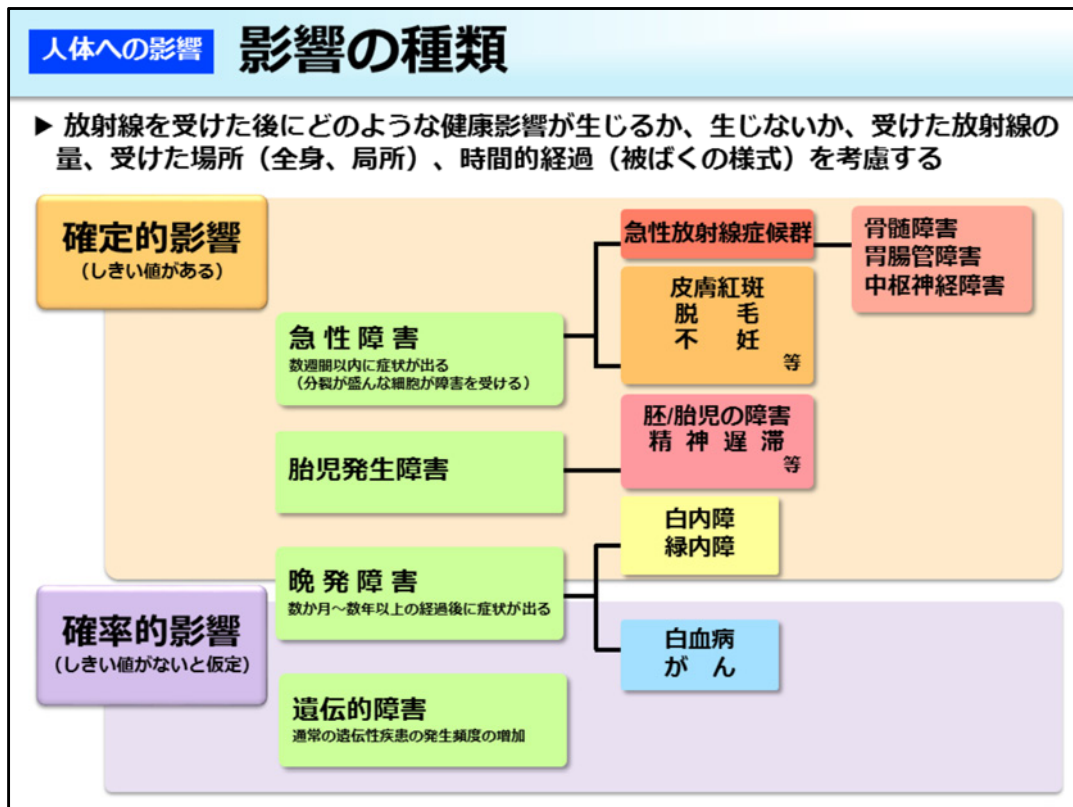 人体への影響
影響の種類
▶ 放射線を受けた後にどのような健康影響が生じるか、生じないか、受けた放射線の
量、受けた場所（全身、局所）、時間的経過（被ばくの様式）を考慮する
確定的影響
(しきい値がある)
急性障害
数週間以内に症状が出る
（分裂が盛んな細胞が障害を受ける）
急性放射線症候群
骨髄障害
胃腸管障害
中枢神経障害
皮膚紅斑
脱毛
不妊
等
胎児発生障害
胚/胎児の障害
精神遅滞
等
晩発障害
数か月～数年以上の経過後に症状が出る
白内障
緑内障
白血病
がん
確率的影響
(しきい値がないと仮定)
遺伝的障害
通常の遺伝性疾患の発生頻度の増加